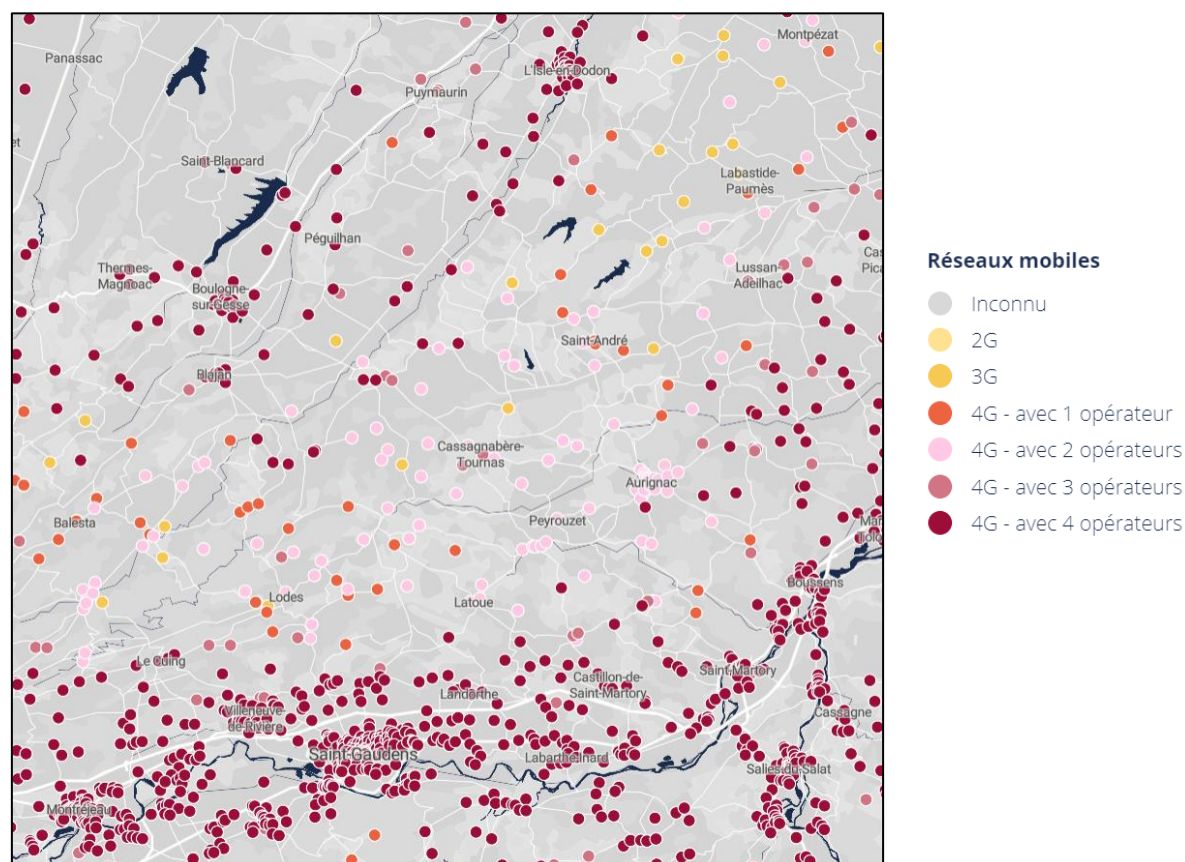 Montpézat
Panassac
L'Isle-en-Dodon
Puymaurin
et
Saint-Blancard
Labastide-
Paumès
Péguilhan
Thermes-
Magnoac
Boulogne-
sur-Gesse
Lussan-
Adeilhac
Saint-André
Blajan
Cassagnabère-
Tournas
Aurignac
Balesta
Peyrouzet
Boussens
Lodes
Latoue
Le Cuing
Saint-Martory
Castillon-de-
Saint-Martory
Landorthe
Villeneuve-
de-Rivière
Cassagne
Saint-Gaudens
Labarthe-Inard
Salies-du-Salat
Montréjeau
Réseaux mobiles
Inconnu
2G
3G
4G - avec 1 opérateur
4G - avec 2 opérateurs
4G - avec 3 opérateurs
4G - avec 4 opérateurs